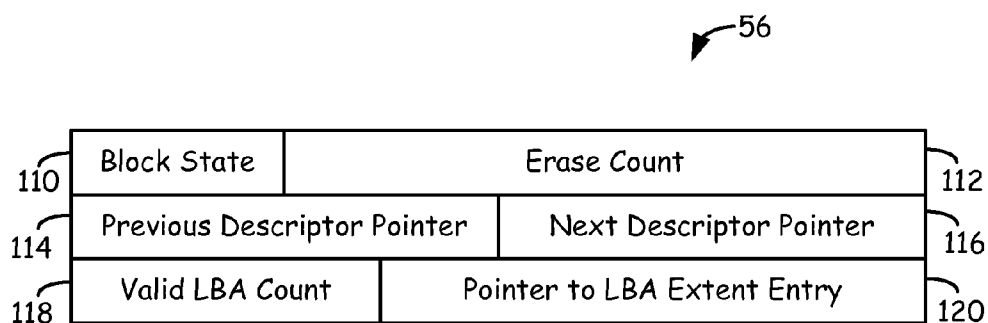 56
110 Block State Erase Count 112
114 Previous Descriptor Pointer Next Descriptor Pointer 116
118 Valid LBA Count Pointer to LBA Extent Entry 120